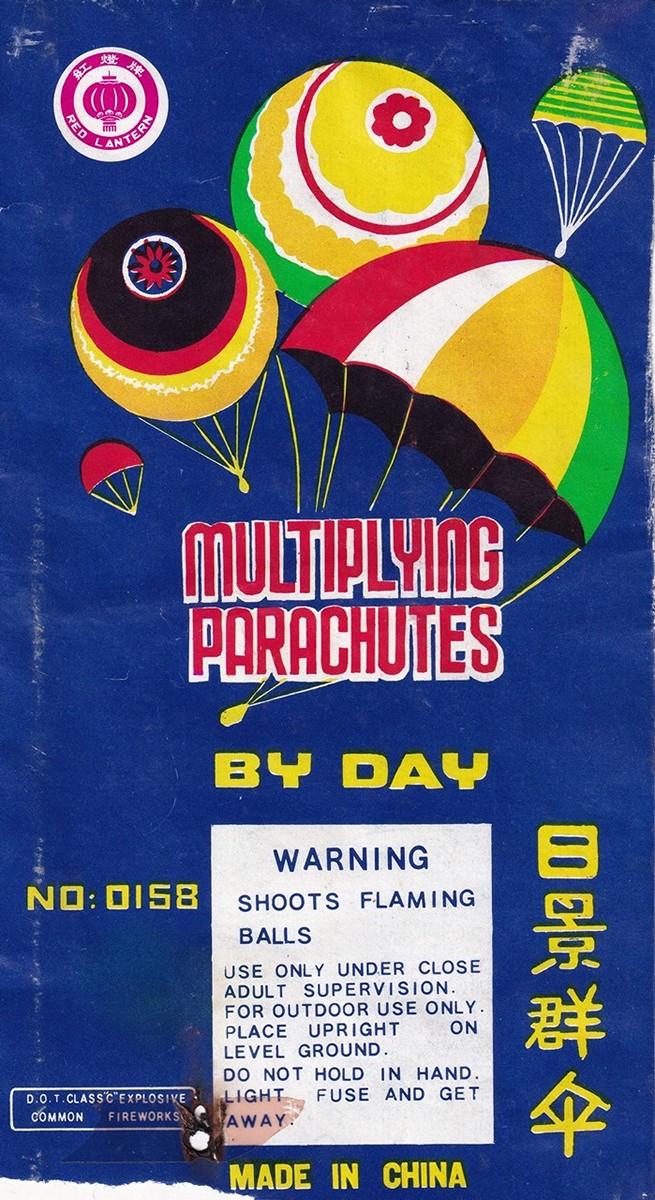 紅燈牌
RED LANTERN
MULTIPLYING
PARACHUTES
BY DAY
NO: 0158
WARNING
SHOOTS FLAMING
BALLS
USE ONLY UNDER CLOSE
ADULT SUPERVISION.
FOR OUTDOOR USE ONLY.
PLACE UPRIGHT ON
LEVEL GROUND.
DO NOT HOLD IN HAND.
LIGHT FUSE AND GET
AWAY.
日景群伞
D.O.T. CLASS "C" EXPLOSIVE
COMMON FIREWORKS
MADE IN CHINA